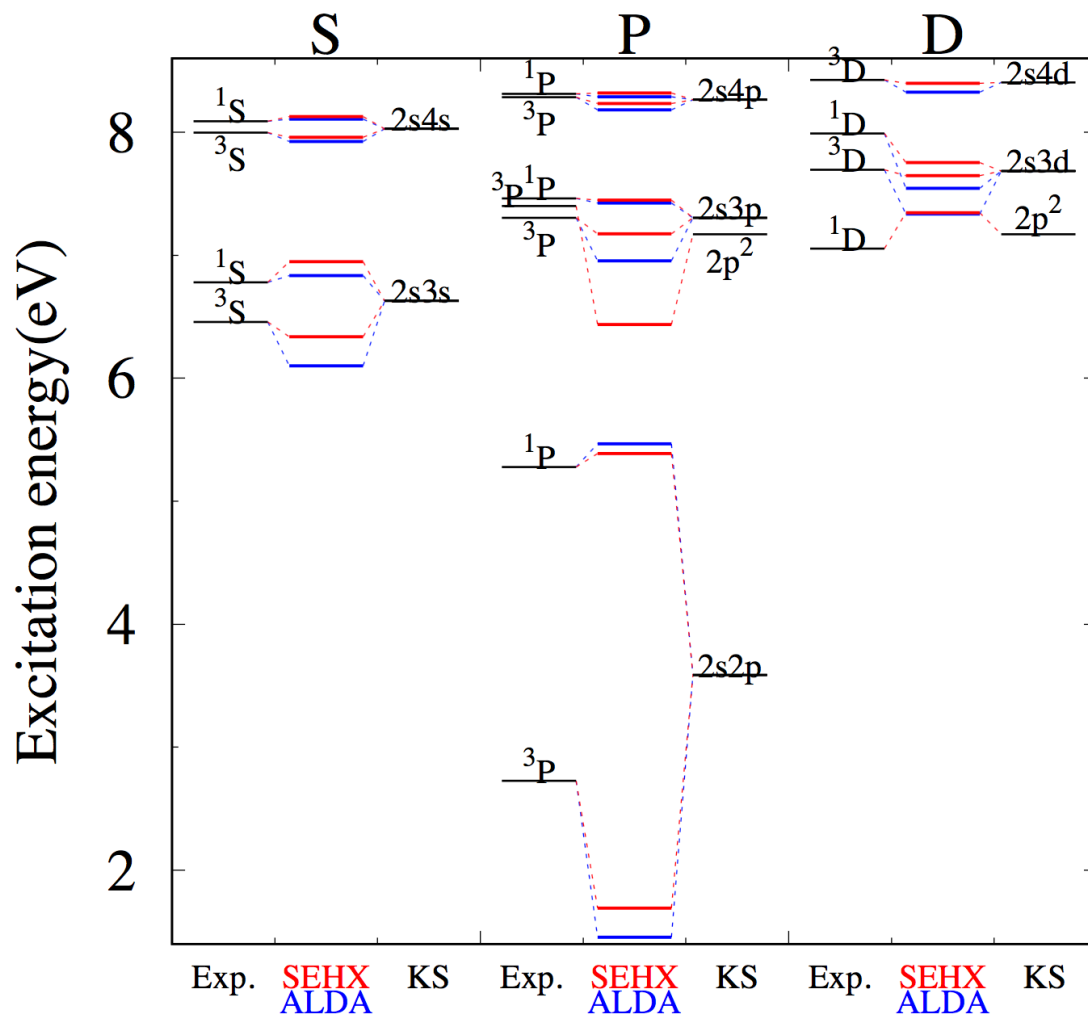 S P D
Excitation energy(eV)
8
6
4
2
¹S
³S
2s4s
¹S
³S
2s3s
¹P
³P
2s4p
³P ¹P
³P
2s3p
2p²
¹P
2s2p
³P
³D
2s4d
¹D
³D
2s3d
¹D
2p²
Exp. SEHX KS Exp. SEHX KS Exp. SEHX KS
ALDA ALDA ALDA